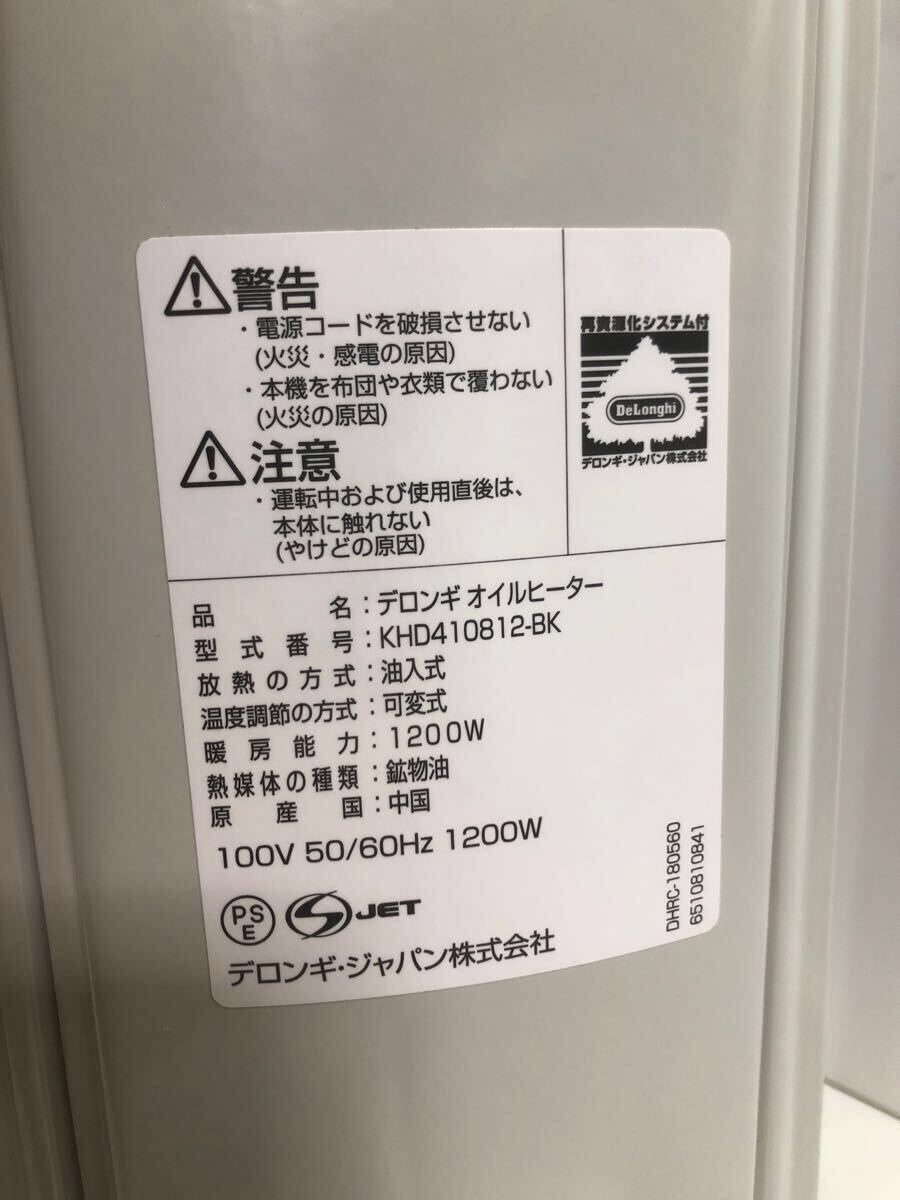 警告
・電源コードを破損させない
(火災・感電の原因)
・本機を布団や衣類で覆わない
(火災の原因)
注意
・運転中および使用直後は、
本体に触れない
(やけどの原因)
再資源化システム付
DeLonghi
デロンギ・ジャパン株式会社
品名：デロンギ オイルヒーター
型式番号：KHD410812-BK
放熱の方式：油入式
温度調節の方式：可変式
暖房能力：1200W
熱媒体の種類：鉱物油
原産国：中国
100V 50/60Hz 1200W
PSE
JET
デロンギ・ジャパン株式会社
DHRC-180560
6510810841